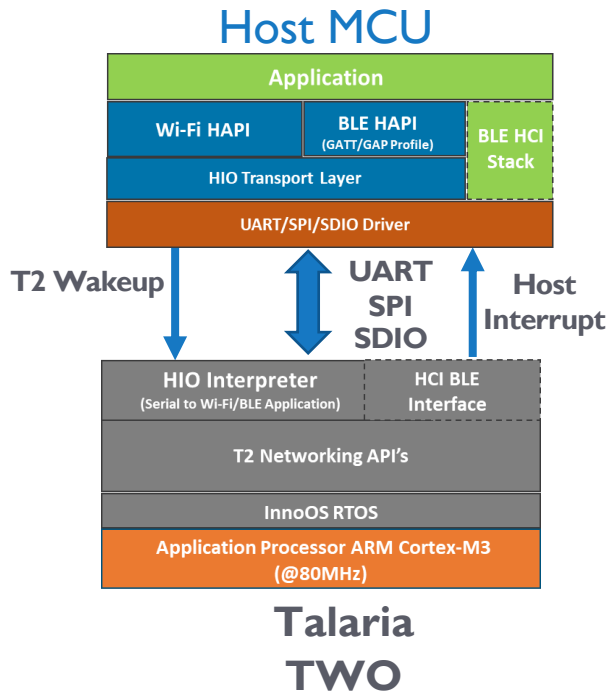 Host MCU
Application
Wi-Fi HAPI
BLE HAPI
(GATT/GAP Profile)
BLE HCI
Stack
HIO Transport Layer
UART/SPI/SDIO Driver
T2 Wakeup
UART
SPI
SDIO
Host
Interrupt
HIO Interpreter
(Serial to Wi-Fi/BLE Application)
HCI BLE
Interface
T2 Networking API's
InnoOS RTOS
Application Processor ARM Cortex-M3
(@80MHz)
Talaria
TWO